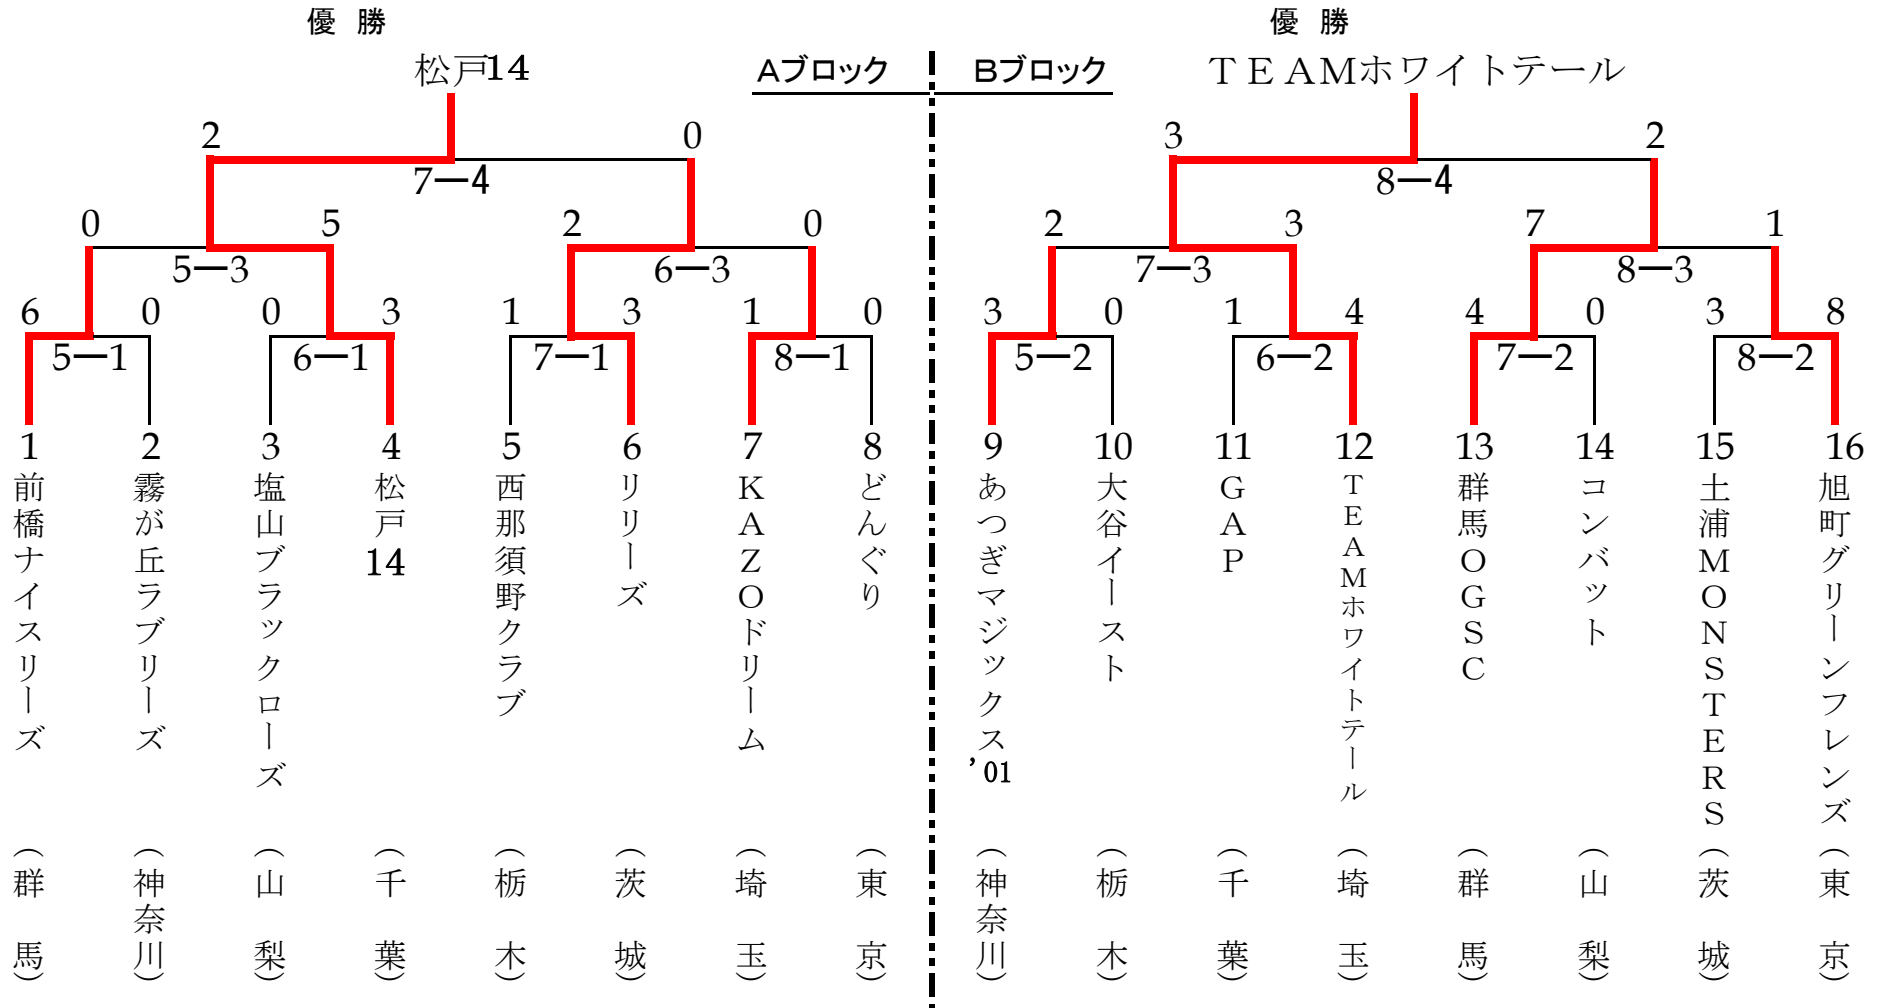 優 勝
優 勝
松戸14
Aブロック
Bブロック
TEAMホワイトテール
2
0
3
2
7―4
8―4
0
5
2
0
2
3
7
1
5―3
6―3
7―3
8―3
6
0
0
3
1
3
1
0
3
0
1
4
4
0
3
8
5―1
6―1
7―1
8―1
5―2
6―2
7―2
8―2
1
2
3
4
5
6
7
8
9
10
11
12
13
14
15
16
前橋ナイスリーズ
霧が丘ラブリーズ
塩山ブラックローズ
松戸14
西那須野クラブ
リリーズ
KAZOドリーム
どんぐり
あつぎマジックス’01
大谷イースト
GAP
TEAMホワイトテール
群馬OGSC
コンバット
土浦MONSTERS
旭町グリーンフレンズ
(群馬)
(神奈川)
(山梨)
(千葉)
(栃木)
(茨城)
(埼玉)
(東京)
(神奈川)
(栃木)
(千葉)
(埼玉)
(群馬)
(山梨)
(茨城)
(東京)